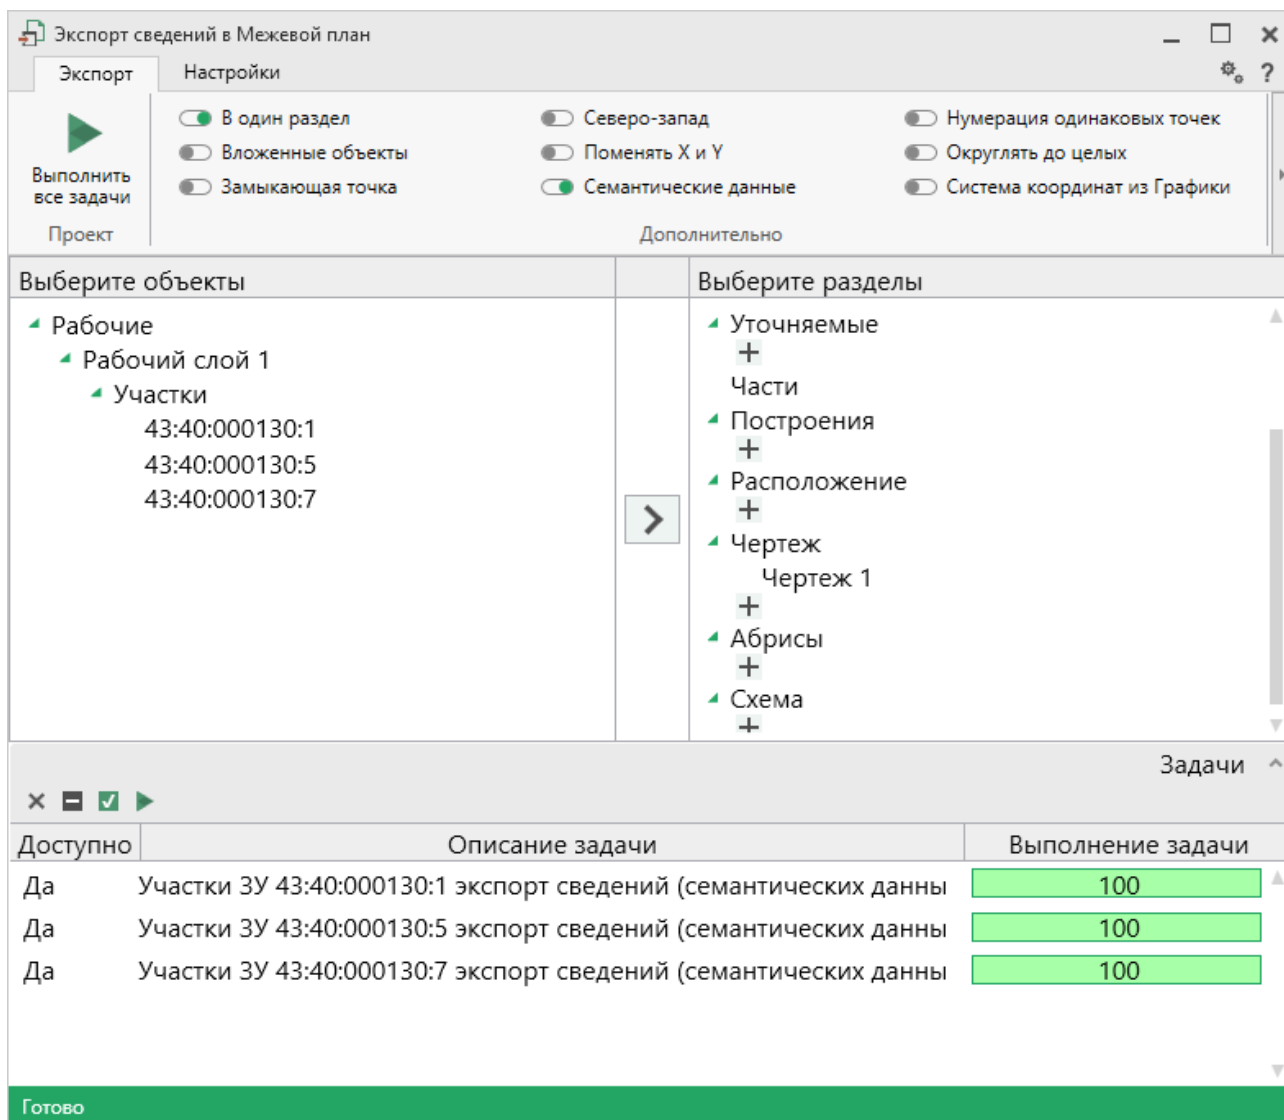 Экспорт сведений в Межевой план
Экспорт Настройки ?
В один раздел Северо-запад Нумерация одинаковых точек
Вложенные объекты Поменять X и Y Округлять до целых
Замыкающая точка Семантические данные Система координат из Графики
Выполнить
все задачи
Проект Дополнительно
Выберите объекты Выберите разделы
Рабочие
Рабочий слой 1
Участки
43:40:000130:1
43:40:000130:5
43:40:000130:7
Уточняемые
+
Части
Построения
+
Расположение
+
Чертеж
Чертеж 1
+
Абрисы
+
Схема
+
Задачи
Доступно Описание задачи Выполнение задачи
Да Участки ЗУ 43:40:000130:1 экспорт сведений (семантических данны 100
Да Участки ЗУ 43:40:000130:5 экспорт сведений (семантических данны 100
Да Участки ЗУ 43:40:000130:7 экспорт сведений (семантических данны 100
Готово